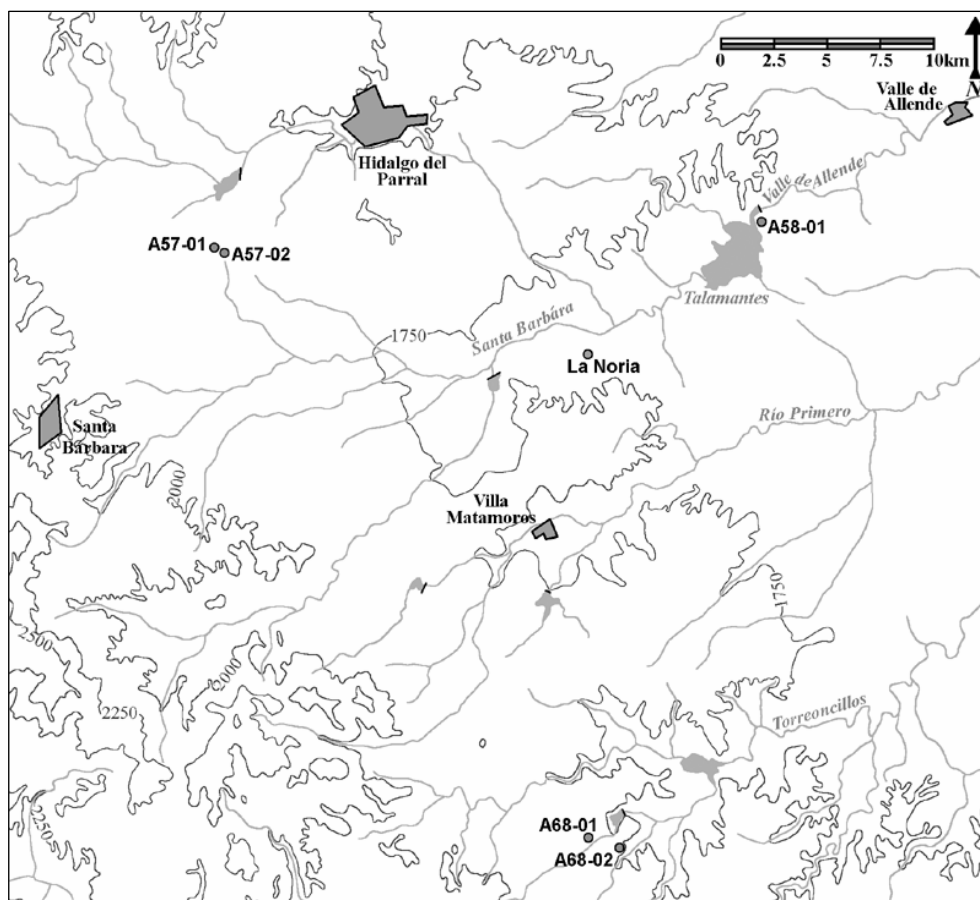 0 2.5 5 7.5 10km
N
Valle de
Allende
Hidalgo del
Parral
Valle de Allende
A58-01
A57-01
A57-02
Talamantes
1750
Santa Barbára
La Noria
Río Primero
Santa
Barbara
2000
Villa
Matamoros
1750
2500
2000
2250
Torreoncillos
2250
A68-01
A68-02